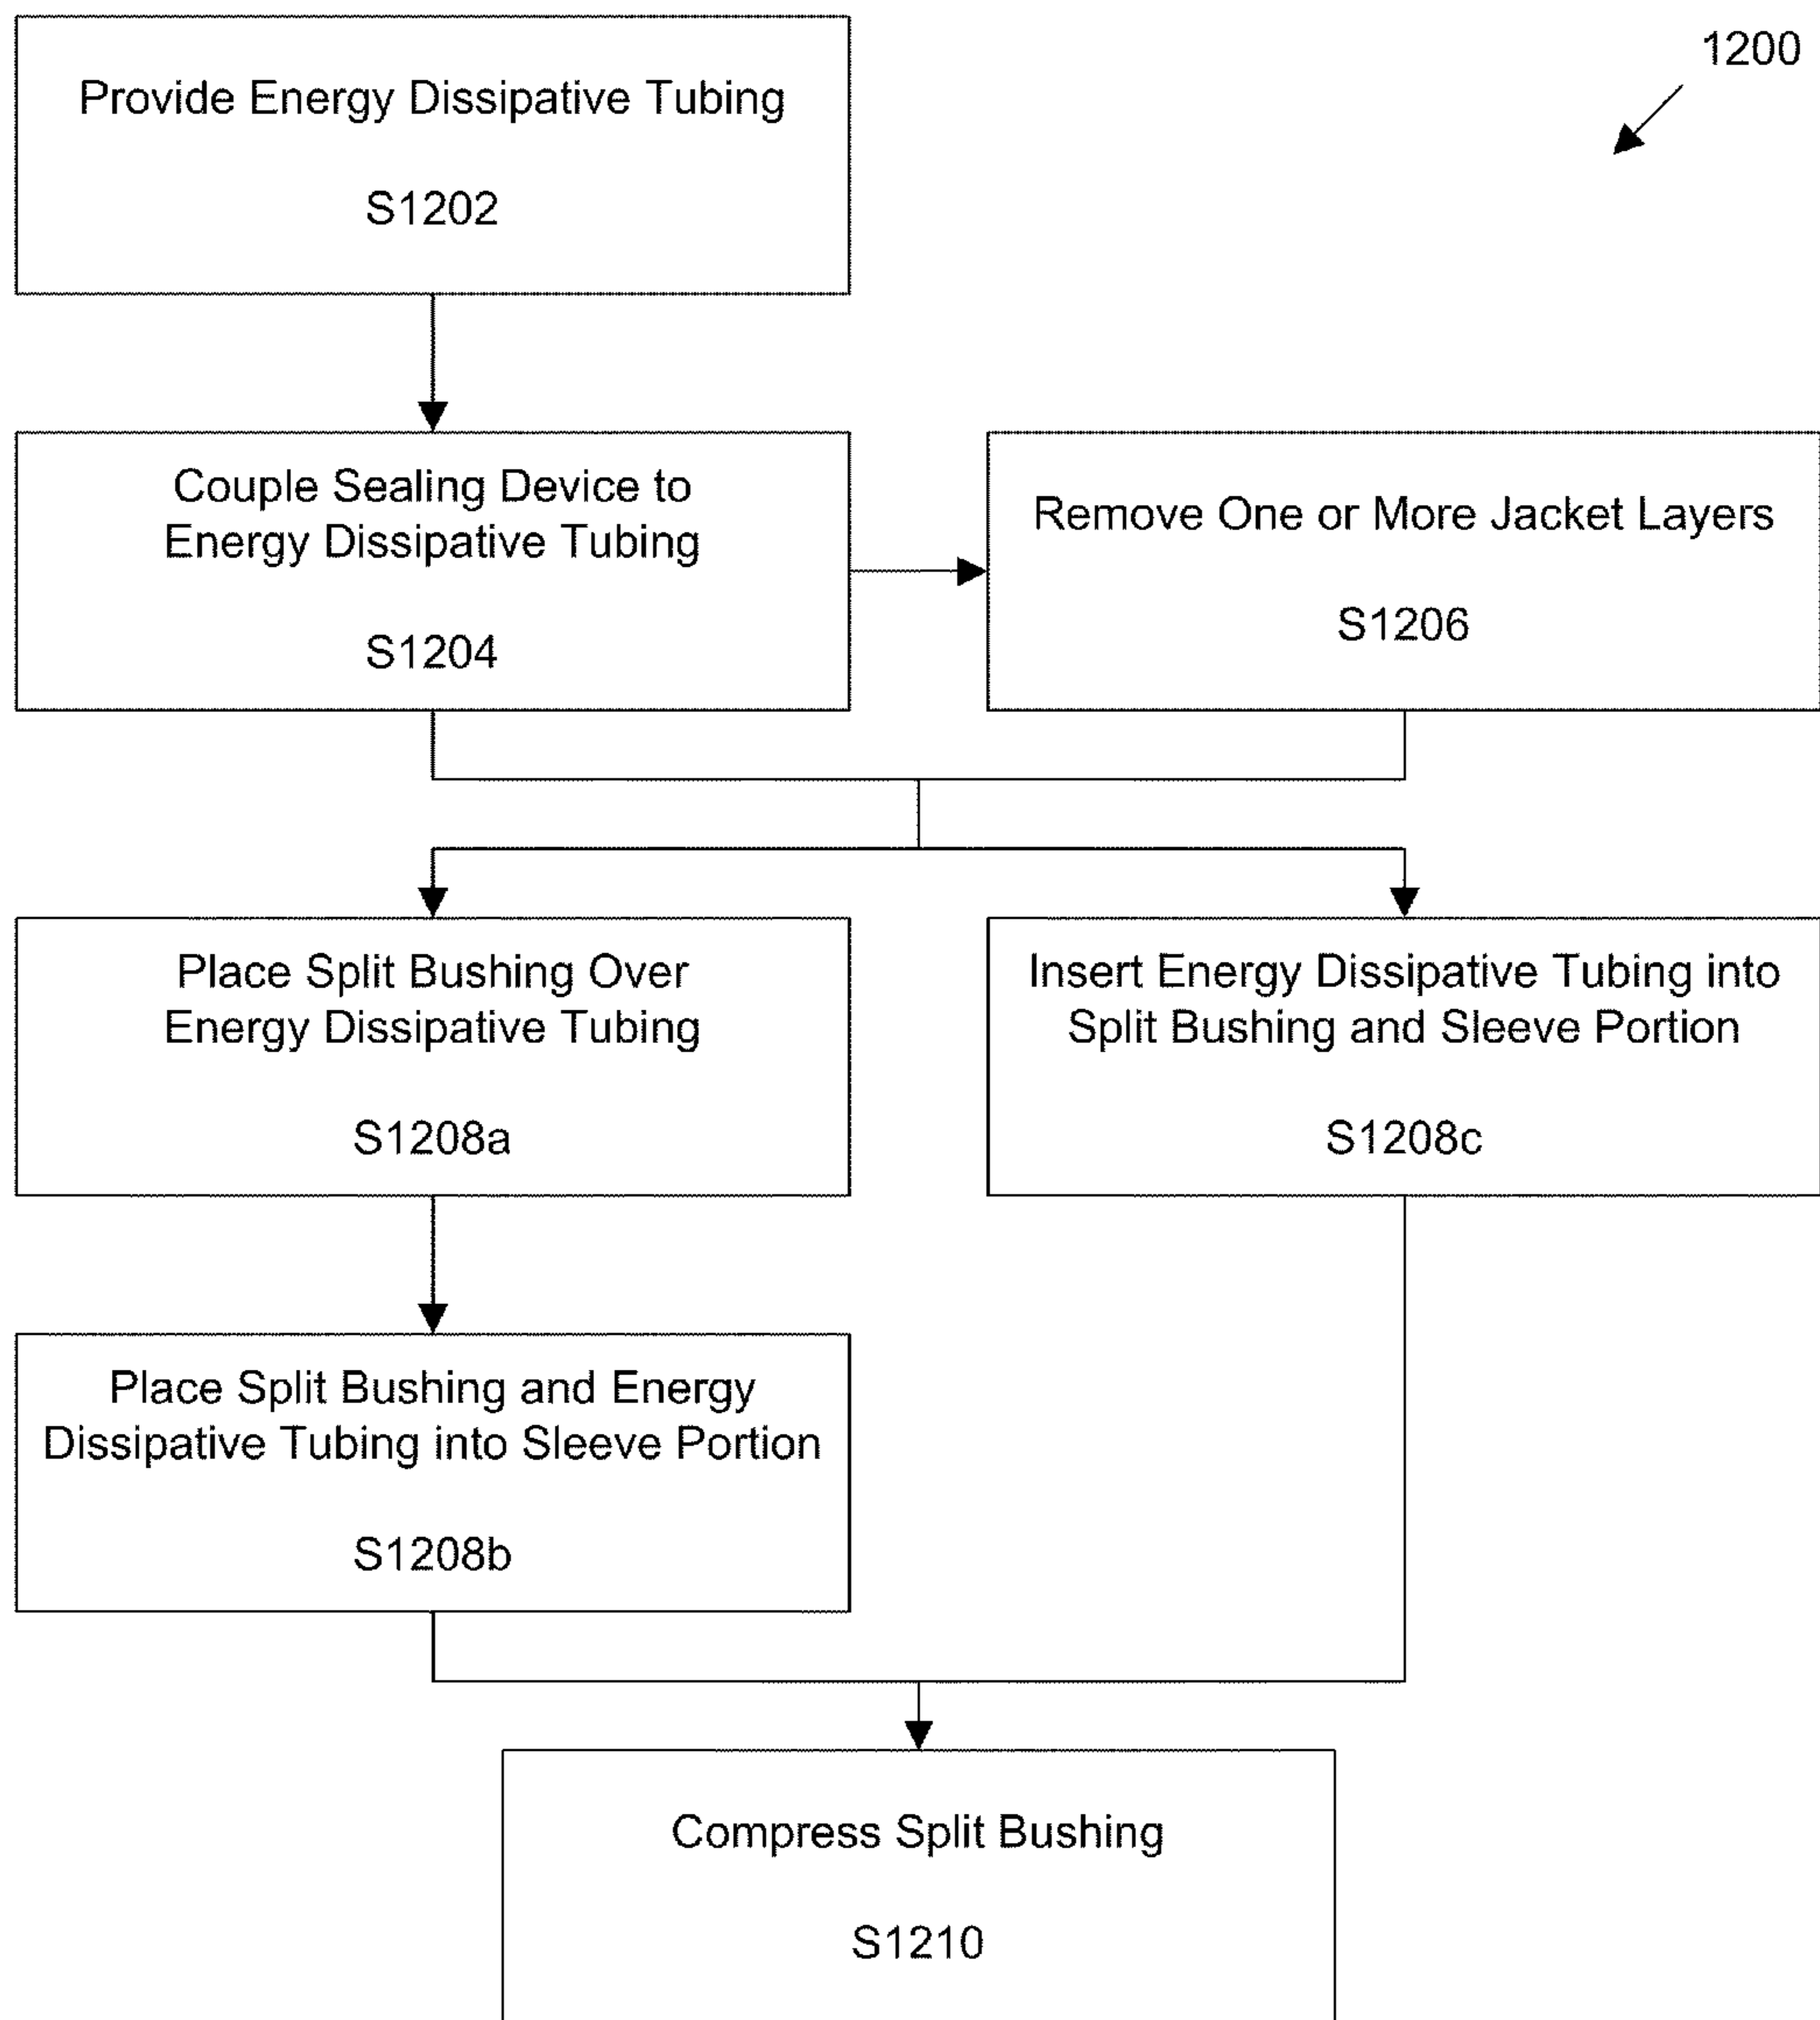 1200
Provide Energy Dissipative Tubing
S1202
Couple Sealing Device to
Energy Dissipative Tubing
S1204
Remove One or More Jacket Layers
S1206
Place Split Bushing Over
Energy Dissipative Tubing
S1208a
Insert Energy Dissipative Tubing into
Split Bushing and Sleeve Portion
S1208c
Place Split Bushing and Energy
Dissipative Tubing into Sleeve Portion
S1208b
Compress Split Bushing
S1210